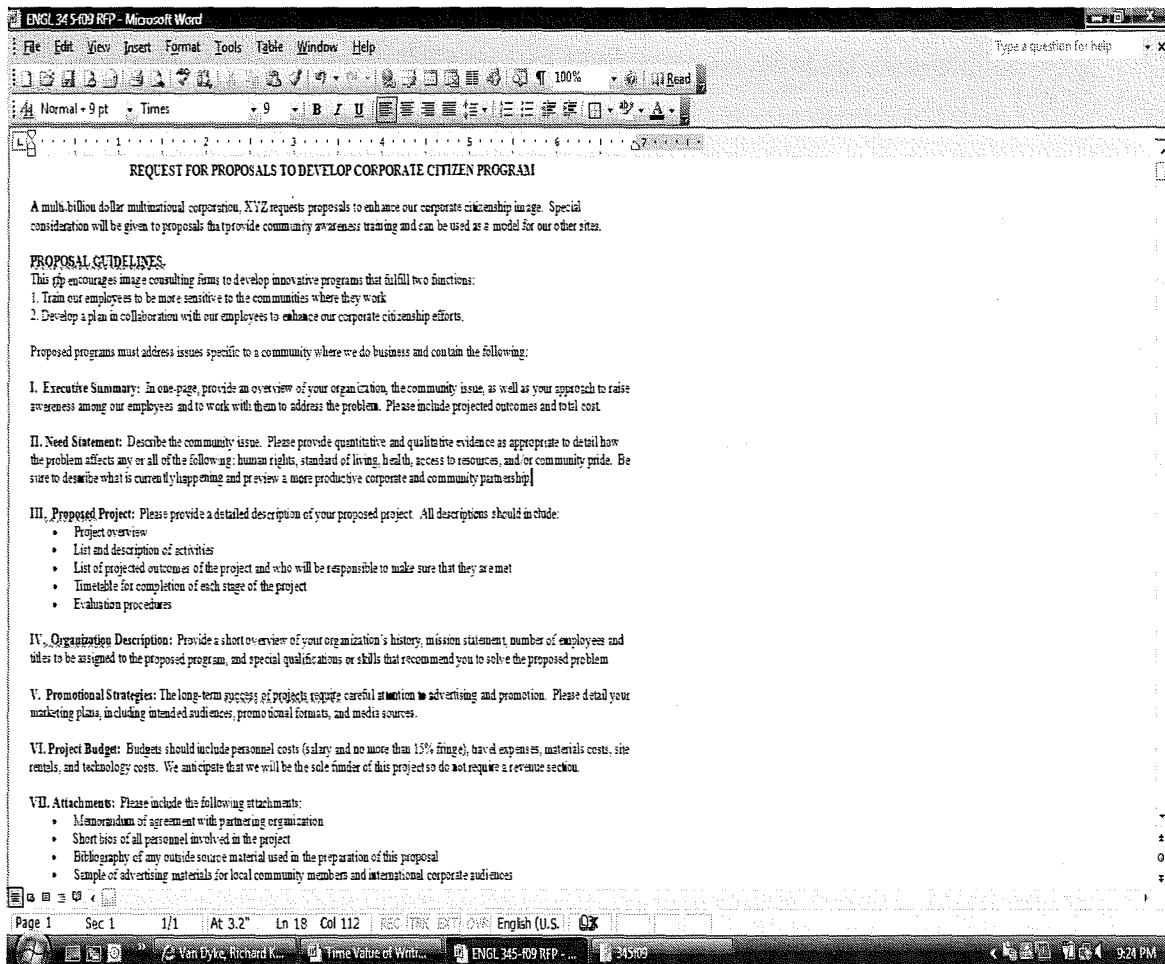 ENGL 345-f09 RFP - Microsoft Word
File Edit View Insert Format Tools Table Window Help
Type a question for help
100% Read
Normal + 9 pt Times 9 B I U
1 2 3 4 5 6 7
REQUEST FOR PROPOSALS TO DEVELOP CORPORATE CITIZEN PROGRAM
A multi-billion dollar multinational corporation, XYZ requests proposals to enhance our corporate citizenship image. Special
consideration will be given to proposals that provide community awareness training and can be used as a model for our other sites.
PROPOSAL GUIDELINES.
This rfp encourages image consulting firms to develop innovative programs that fulfill two functions:
1. Train our employees to be more sensitive to the communities where they work
2. Develop a plan in collaboration with our employees to enhance our corporate citizenship efforts.
Proposed programs must address issues specific to a community where we do business and contain the following:
I. Executive Summary: In one-page, provide an overview of your organization, the community issue, as well as your approach to raise
awareness among our employees and to work with them to address the problem. Please include projected outcomes and total cost.
II. Need Statement: Describe the community issue. Please provide quantitative and qualitative evidence as appropriate to detail how
the problem affects any or all of the following: human rights, standard of living, health, access to resources, and/or community pride. Be
sure to describe what is currently happening and preview a more productive corporate and community partnership.
III. Proposed Project: Please provide a detailed description of your proposed project. All descriptions should include:
• Project overview
• List and description of activities
• List of projected outcomes of the project and who will be responsible to make sure that they are met
• Timetable for completion of each stage of the project
• Evaluation procedures
IV. Organization Description: Provide a short overview of your organization's history, mission statement, number of employees and
titles to be assigned to the proposed program, and special qualifications or skills that recommend you to solve the proposed problem
V. Promotional Strategies: The long-term success of projects require careful attention to advertising and promotion. Please detail your
marketing plans, including intended audiences, promotional formats, and media sources.
VI. Project Budget: Budgets should include personnel costs (salary and no more than 15% fringe), travel expenses, materials costs, site
rentals, and technology costs. We anticipate that we will be the sole funder of this project so do not require a revenue section.
VII. Attachments: Please include the following attachments:
• Memorandum of agreement with partnering organization
• Short bios of all personnel involved in the project
• Bibliography of any outside source material used in the preparation of this proposal
• Sample of advertising materials for local community members and international corporate audiences
Page 1 Sec 1 1/1 At 3.2" Ln 18 Col 112 REC TRK EXT OVR English (U.S.
Van Dyke, Richard K... Time Value of Writi... ENGL 345-f09 RFP - ... 345f09 9:24 PM